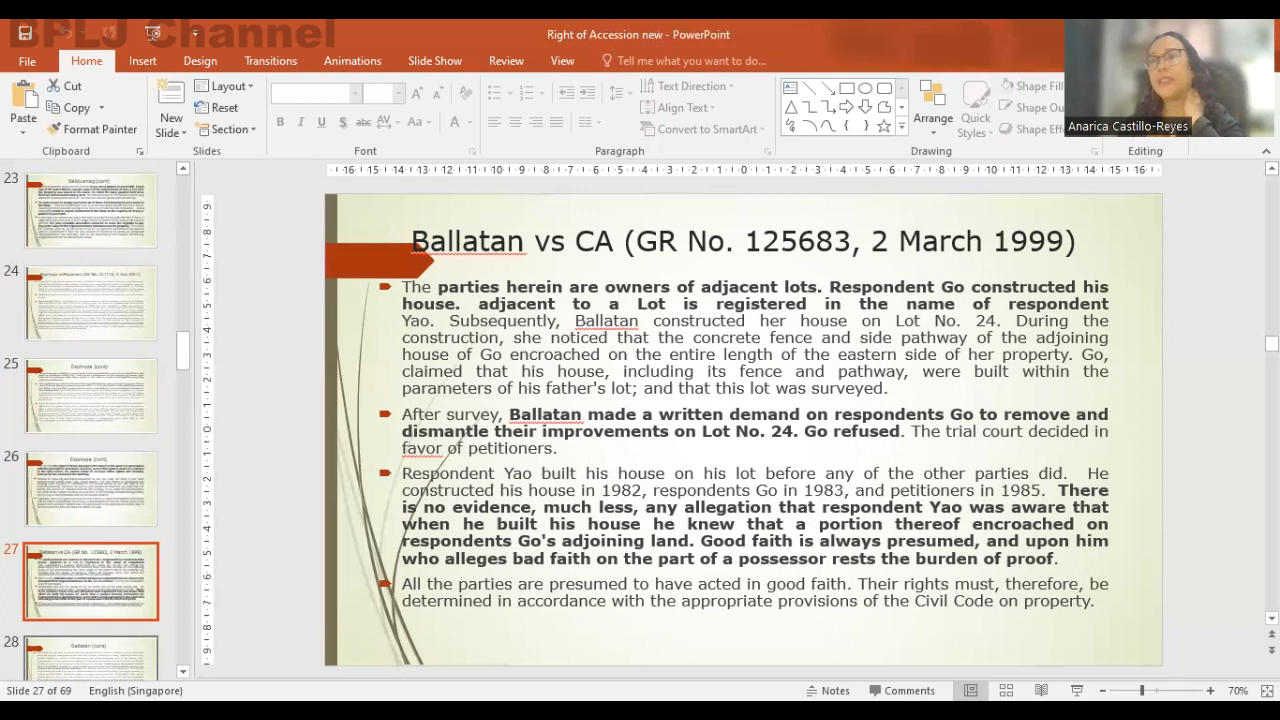 BPLJ Channel
Right of Accession new - PowerPoint
File Home Insert Design Transitions Animations Slide Show Review View Tell me what you want to do...
Paste
Cut
Copy
Format Painter
Clipboard
New Slide
Layout
Reset
Section
Slides
Font
Text Direction
Align Text
Convert to SmartArt
Paragraph
Arrange
Quick Styles
Shape Fill
Shape Ou
Shape Effe
Drawing
Editing
Anarica Castillo-Reyes
23
24
25
26
27
28
Ballatan vs CA (GR No. 125683, 2 March 1999)
The parties herein are owners of adjacent lots. Respondent Go constructed his
house. Adjacent to a Lot is registered in the name of respondent
Yao. Subsequently, Ballatan constructed her house on Lot No. 24. During the
construction, she noticed that the concrete fence and side pathway of the adjoining
house of Go encroached on the entire length of the eastern side of her property. Go,
claimed that his house, including its fence and pathway, were built within the
parameters of his father's lot; and that this lot was surveyed.
After survey, Ballatan made a written demand on respondents Go to remove and
dismantle their improvements on Lot No. 24. Go refused. The trial court decided in
favor of petitioners.
Respondent Yao built his house on his lot before any of the other parties did. He
constructed his house in 1982, respondents Go in 1983, and petitioners in 1985. There
is no evidence, much less, any allegation that respondent Yao was aware that
when he built his house he knew that a portion thereof encroached on
respondents Go's adjoining land. Good faith is always presumed, and upon him
who alleges bad faith on the part of a possessor rests the burden of proof.
All the parties are presumed to have acted in good faith. Their rights must, therefore, be
determined in accordance with the appropriate provisions of the Civil Code on property.
Slide 27 of 69 English (Singapore) Notes Comments 70%